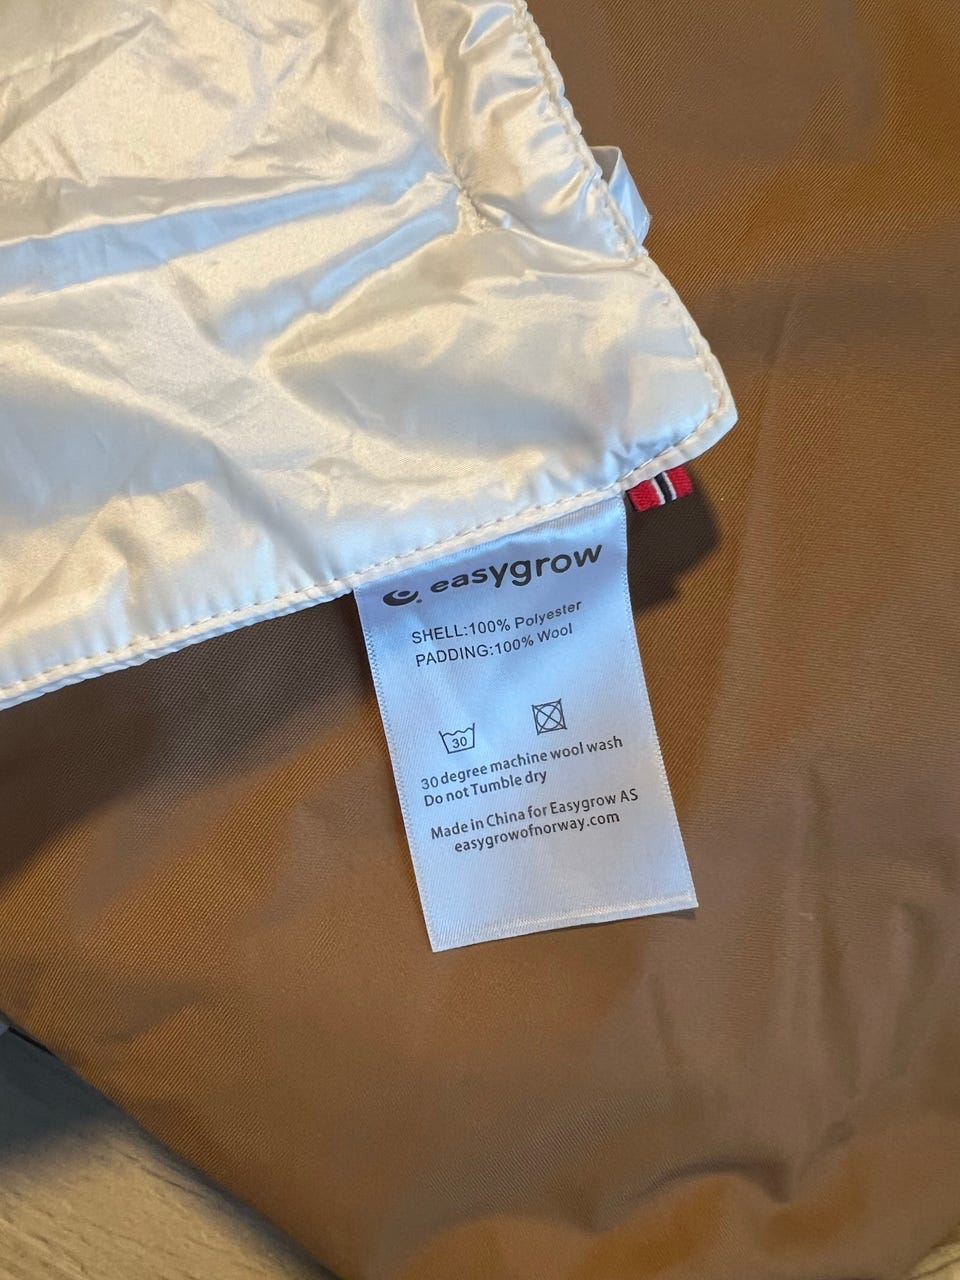 easygrow
SHELL:100% Polyester
PADDING:100% Wool
30
30 degree machine wool wash
Do not Tumble dry
Made in China for Easygrow AS
easygrowofnorway.com